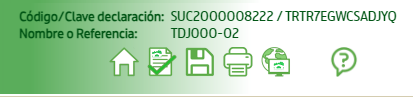 Código/Clave declaración: SUC2000008222 / TRTR7EGWCSADJYQ
Nombre o Referencia: TDJ000-02